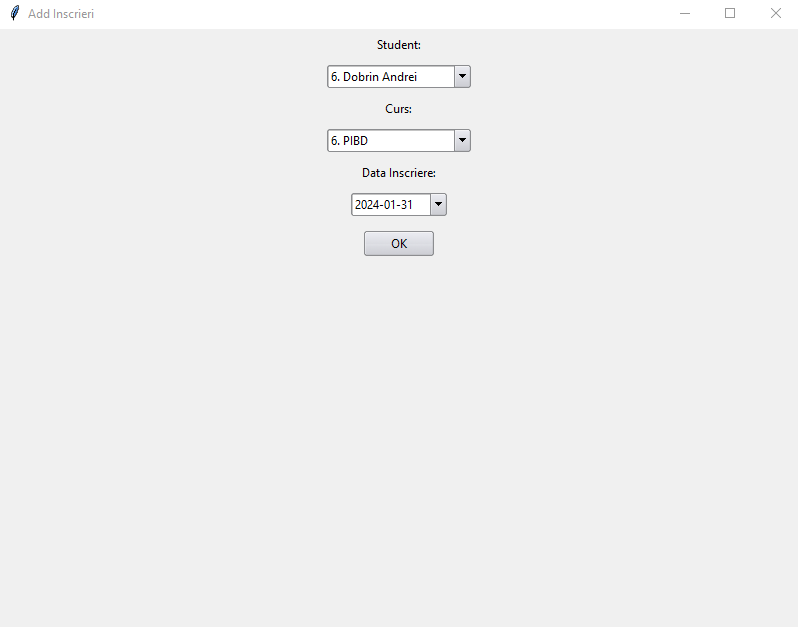 Add Inscrieri
Student:
6. Dobrin Andrei
Curs:
6. PIBD
Data Inscriere:
2024-01-31
OK